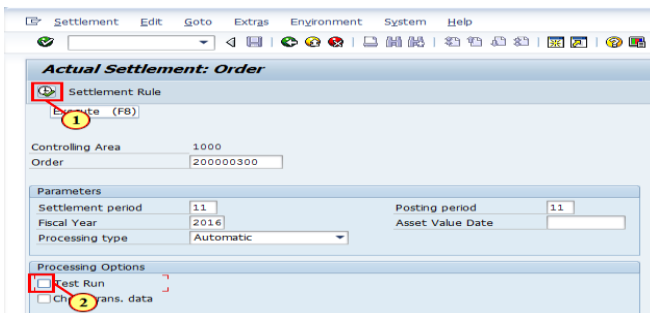 Settlement Edit Goto Extras Environment System Help
Actual Settlement: Order
Settlement Rule
Execute (F8)
1
Controlling Area 1000
Order 200000300
Parameters
Settlement period 11 Posting period 11
Fiscal Year 2016 Asset Value Date
Processing type Automatic
Processing Options
Test Run
2
trans. data